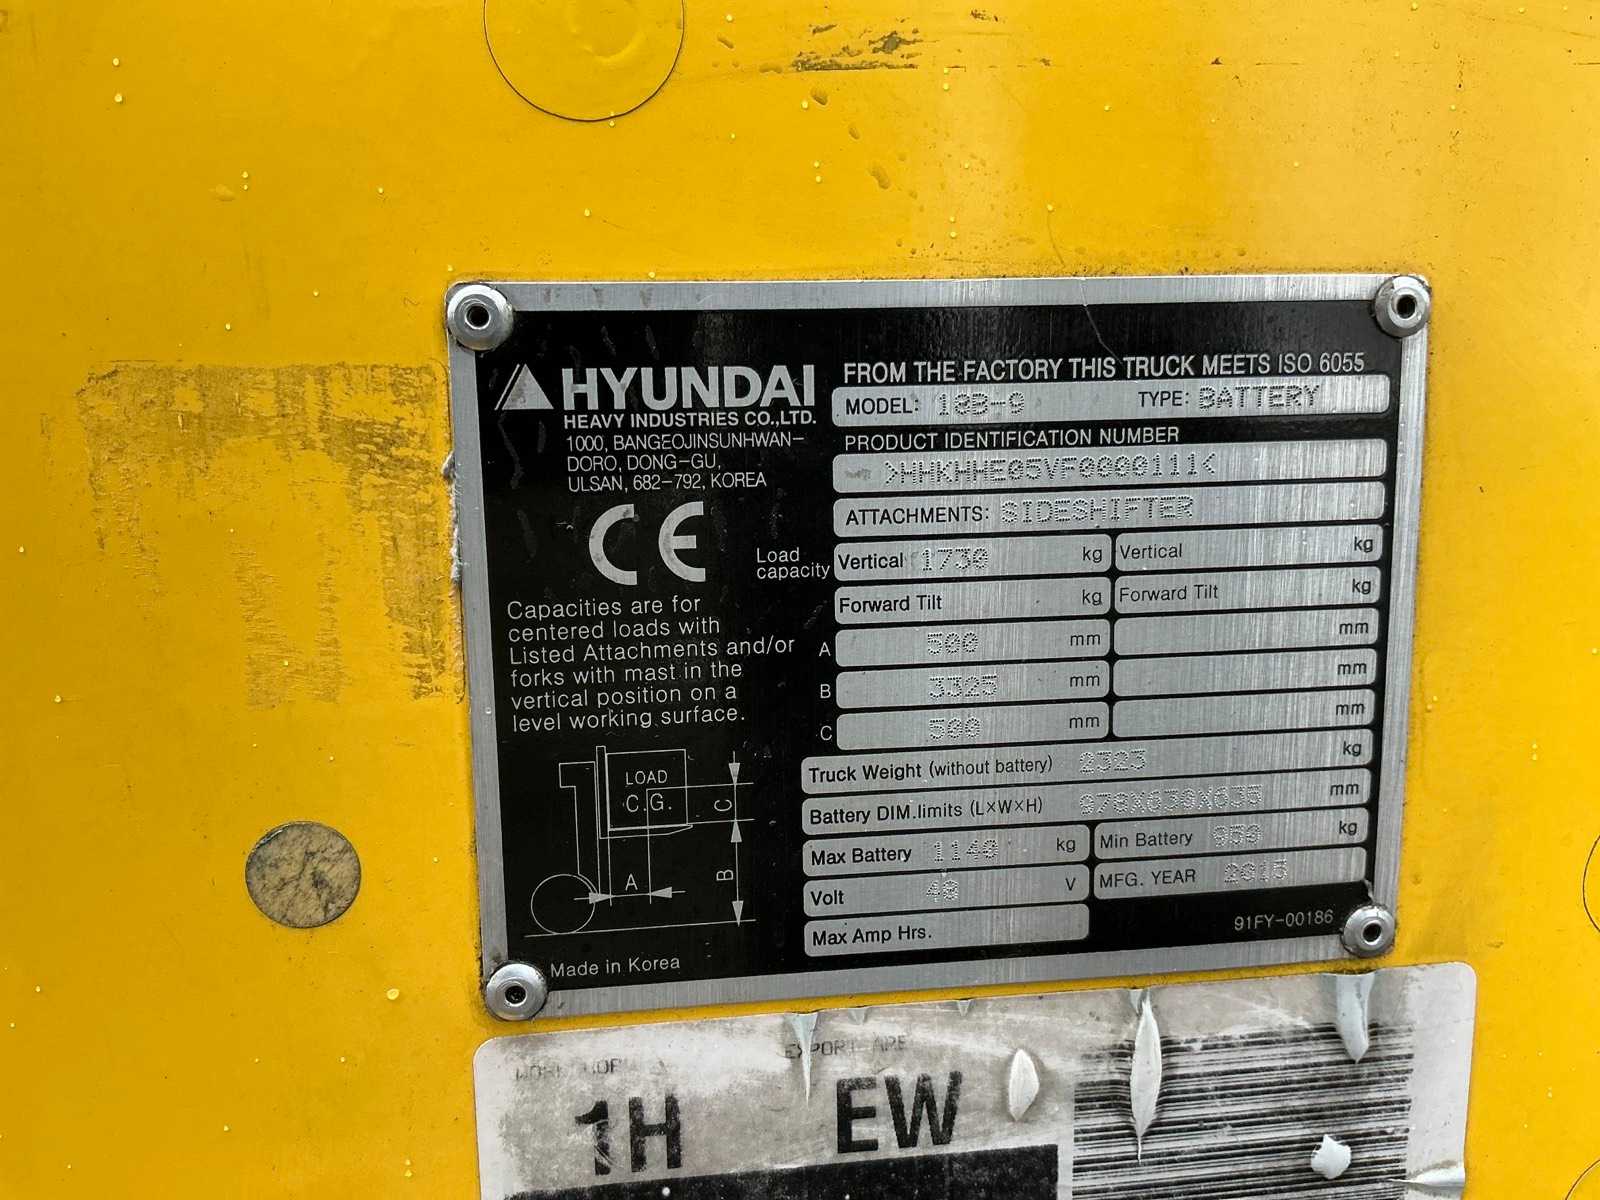 HYUNDAI
HEAVY INDUSTRIES CO.,LTD.
1000, BANGEOJINSUNHWAN-
DORO, DONG-GU,
ULSAN, 682-792, KOREA
CE
FROM THE FACTORY THIS TRUCK MEETS ISO 6055
MODEL: 18B-9 TYPE: BATTERY
PRODUCT IDENTIFICATION NUMBER
>HHKHHE05VF0000111<
ATTACHMENTS: SIDESHIFTER
Load capacity
Vertical 1730 kg Vertical kg
Forward Tilt kg Forward Tilt kg
A 500 mm mm
B 3325 mm mm
C 500 mm mm
Truck Weight (without battery) 2323 kg
Battery DIM.limits (L×W×H) 978X630X635 mm
Max Battery 1140 kg Min Battery 950 kg
Volt 48 V MFG. YEAR 2015
Max Amp Hrs.
91FY-00186
Capacities are for
centered loads with
Listed Attachments and/or
forks with mast in the
vertical position on a
level working surface.
LOAD
C.G.
C
A
B
Made in Korea
EXPORT
1H EW